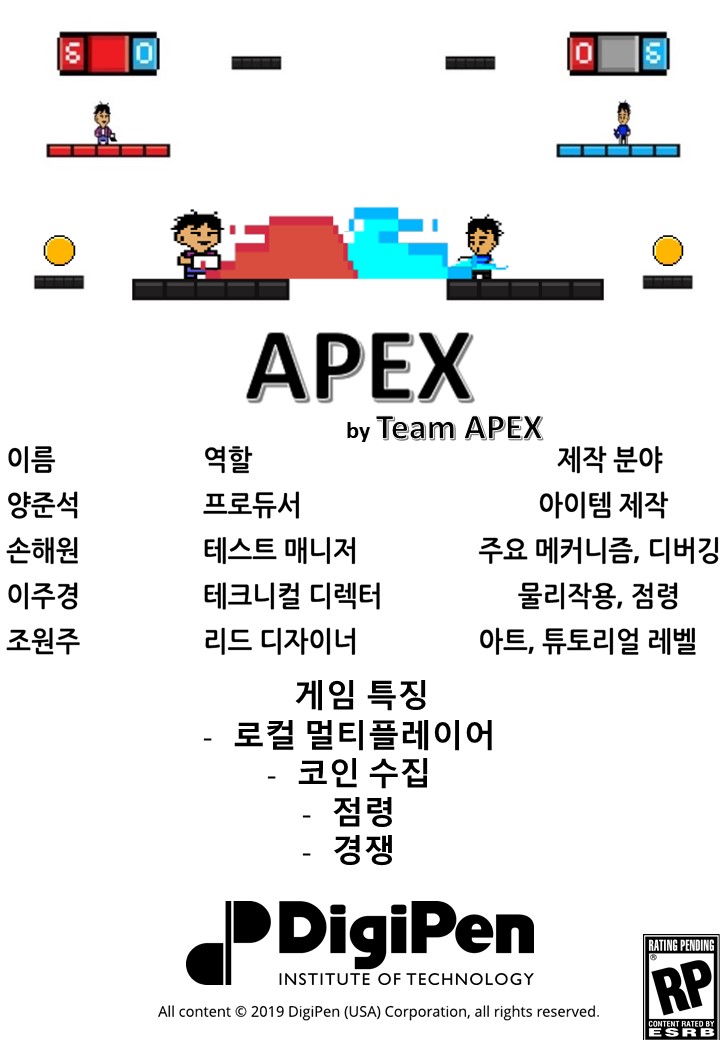 6 0
0 6
APEX
by Team APEX
이름 역할 제작 분야
양준석 프로듀서 아이템 제작
손해원 테스트 매니저 주요 메커니즘, 디버깅
이주경 테크니컬 디렉터 물리작용, 점령
조원주 리드 디자이너 아트, 튜토리얼 레벨
게임 특징
- 로컬 멀티플레이어
- 코인 수집
- 점령
- 경쟁
DigiPen
INSTITUTE OF TECHNOLOGY
All content © 2019 DigiPen (USA) Corporation, all rights reserved.
RATING PENDING
®
RP
CONTENT RATED BY
ESRB